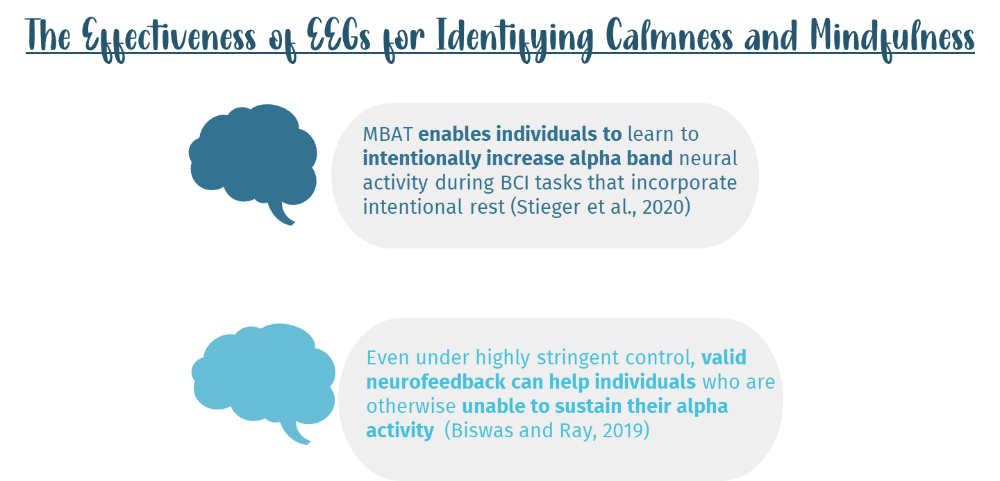 The Effectiveness of EEGs for Identifying Calmness and Mindfulness
MBAT enables individuals to learn to
intentionally increase alpha band neural
activity during BCI tasks that incorporate
intentional rest (Stieger et al., 2020)
Even under highly stringent control, valid
neurofeedback can help individuals who are
otherwise unable to sustain their alpha
activity (Biswas and Ray, 2019)